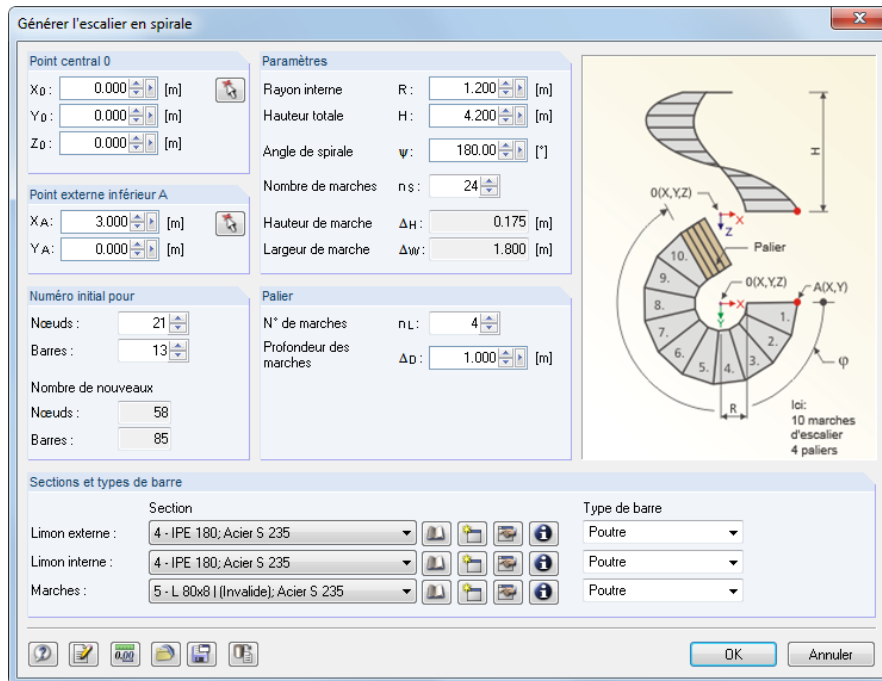 Générer l'escalier en spirale
Point central 0
X0: 0.000 [m]
Y0: 0.000 [m]
Z0: 0.000 [m]
Point externe inférieur A
XA: 3.000 [m]
YA: 0.000 [m]
Numéro initial pour
Nœuds : 21
Barres : 13
Nombre de nouveaux
Nœuds : 58
Barres : 85
Paramètres
Rayon interne R: 1.200 [m]
Hauteur totale H: 4.200 [m]
Angle de spirale ψ: 180.00 [°]
Nombre de marches ns: 24
Hauteur de marche ΔH: 0.175 [m]
Largeur de marche ΔW: 1.800 [m]
Palier
N° de marches nL: 4
Profondeur des marches ΔD: 1.000 [m]
H
0(X,Y,Z)
X
Z
Palier
0(X,Y,Z)
A(X,Y)
X
Y
1.
2.
3.
4.
5.
6.
7.
8.
9.
10.
φ
R
Ici:
10 marches
d'escalier
4 paliers
Sections et types de barre
Section Type de barre
Limon externe : 4 - IPE 180; Acier S 235 Poutre
Limon interne : 4 - IPE 180; Acier S 235 Poutre
Marches : 5 - L 80x8 | (Invalide); Acier S 235 Poutre
0.00
OK Annuler